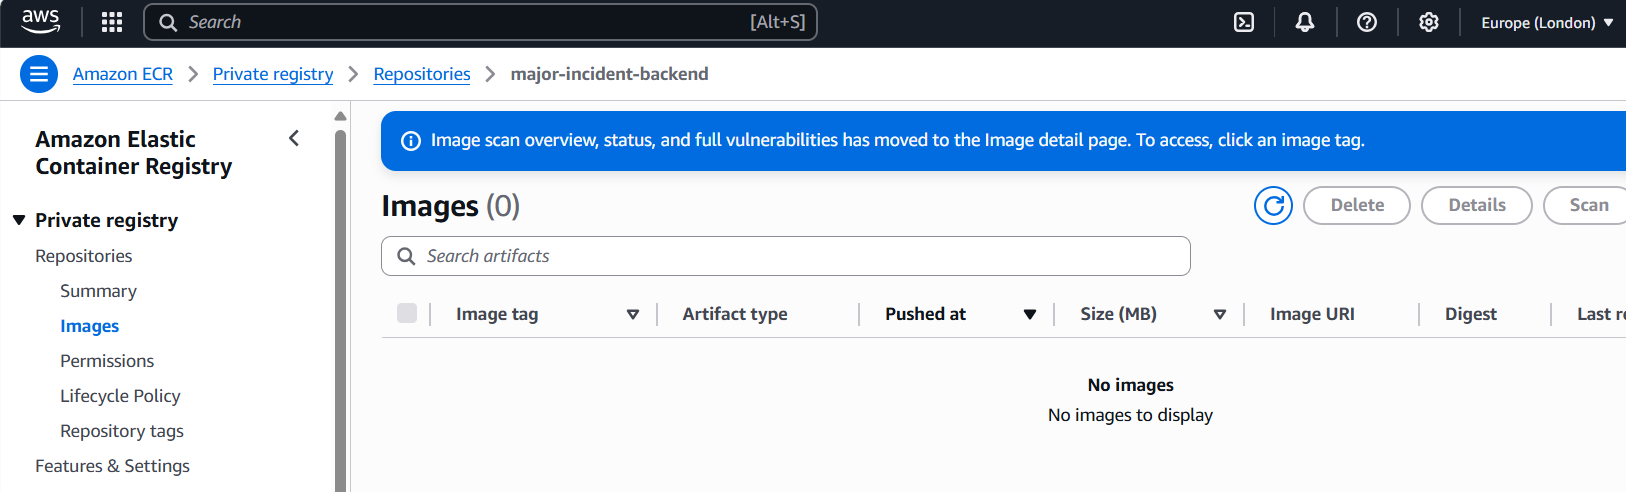 aws
Search
[Alt+S]
Europe (London)
Amazon ECR
Private registry
Repositories
major-incident-backend
Amazon Elastic
Container Registry
Private registry
Repositories
Summary
Images
Permissions
Lifecycle Policy
Repository tags
Features & Settings
Image scan overview, status, and full vulnerabilities has moved to the Image detail page. To access, click an image tag.
Images (0)
Delete
Details
Scan
Search artifacts
Image tag
Artifact type
Pushed at
Size (MB)
Image URI
Digest
Last
No images
No images to display